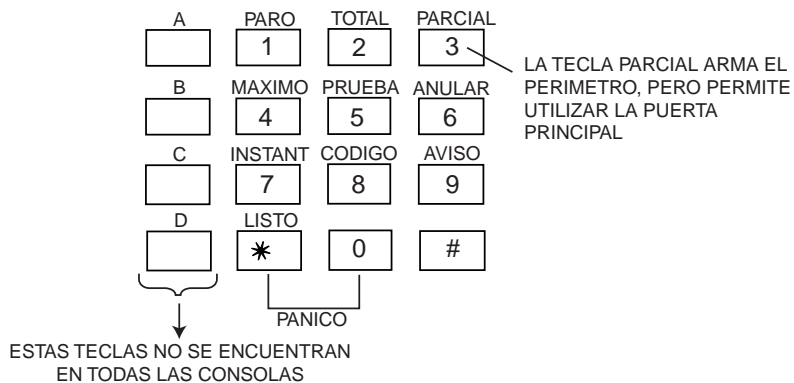 A PARO TOTAL PARCIAL
1 2 3
LA TECLA PARCIAL ARMA EL
PERIMETRO, PERO PERMITE
UTILIZAR LA PUERTA
PRINCIPAL
B MAXIMO PRUEBA ANULAR
4 5 6
C INSTANT CODIGO AVISO
7 8 9
D LISTO
* 0 #
PANICO
ESTAS TECLAS NO SE ENCUENTRAN
EN TODAS LAS CONSOLAS